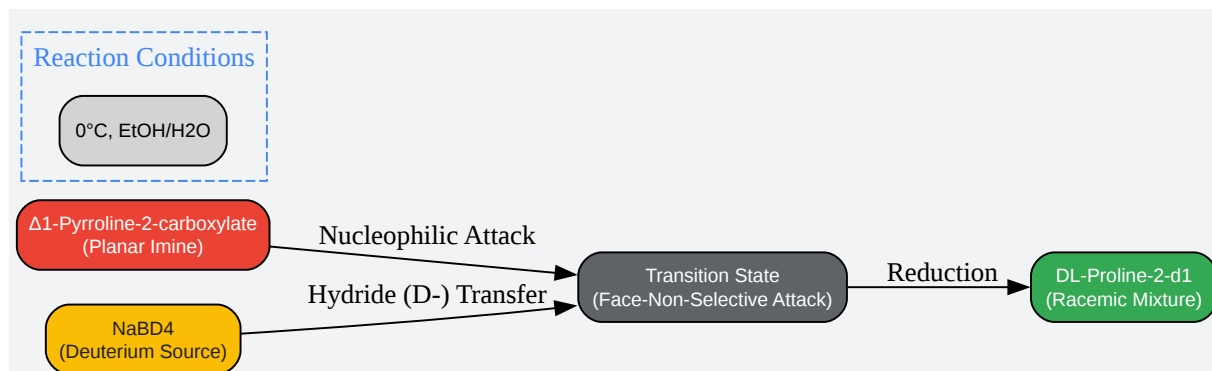 Reaction Conditions
0°C, EtOH/H2O
Δ1-Pyrroline-2-carboxylate
(Planar Imine)
Nucleophilic Attack
Hydride (D-) Transfer
NaBD4
(Deuterium Source)
Transition State
(Face-Non-Selective Attack)
Reduction
DL-Proline-2-d1
(Racemic Mixture)